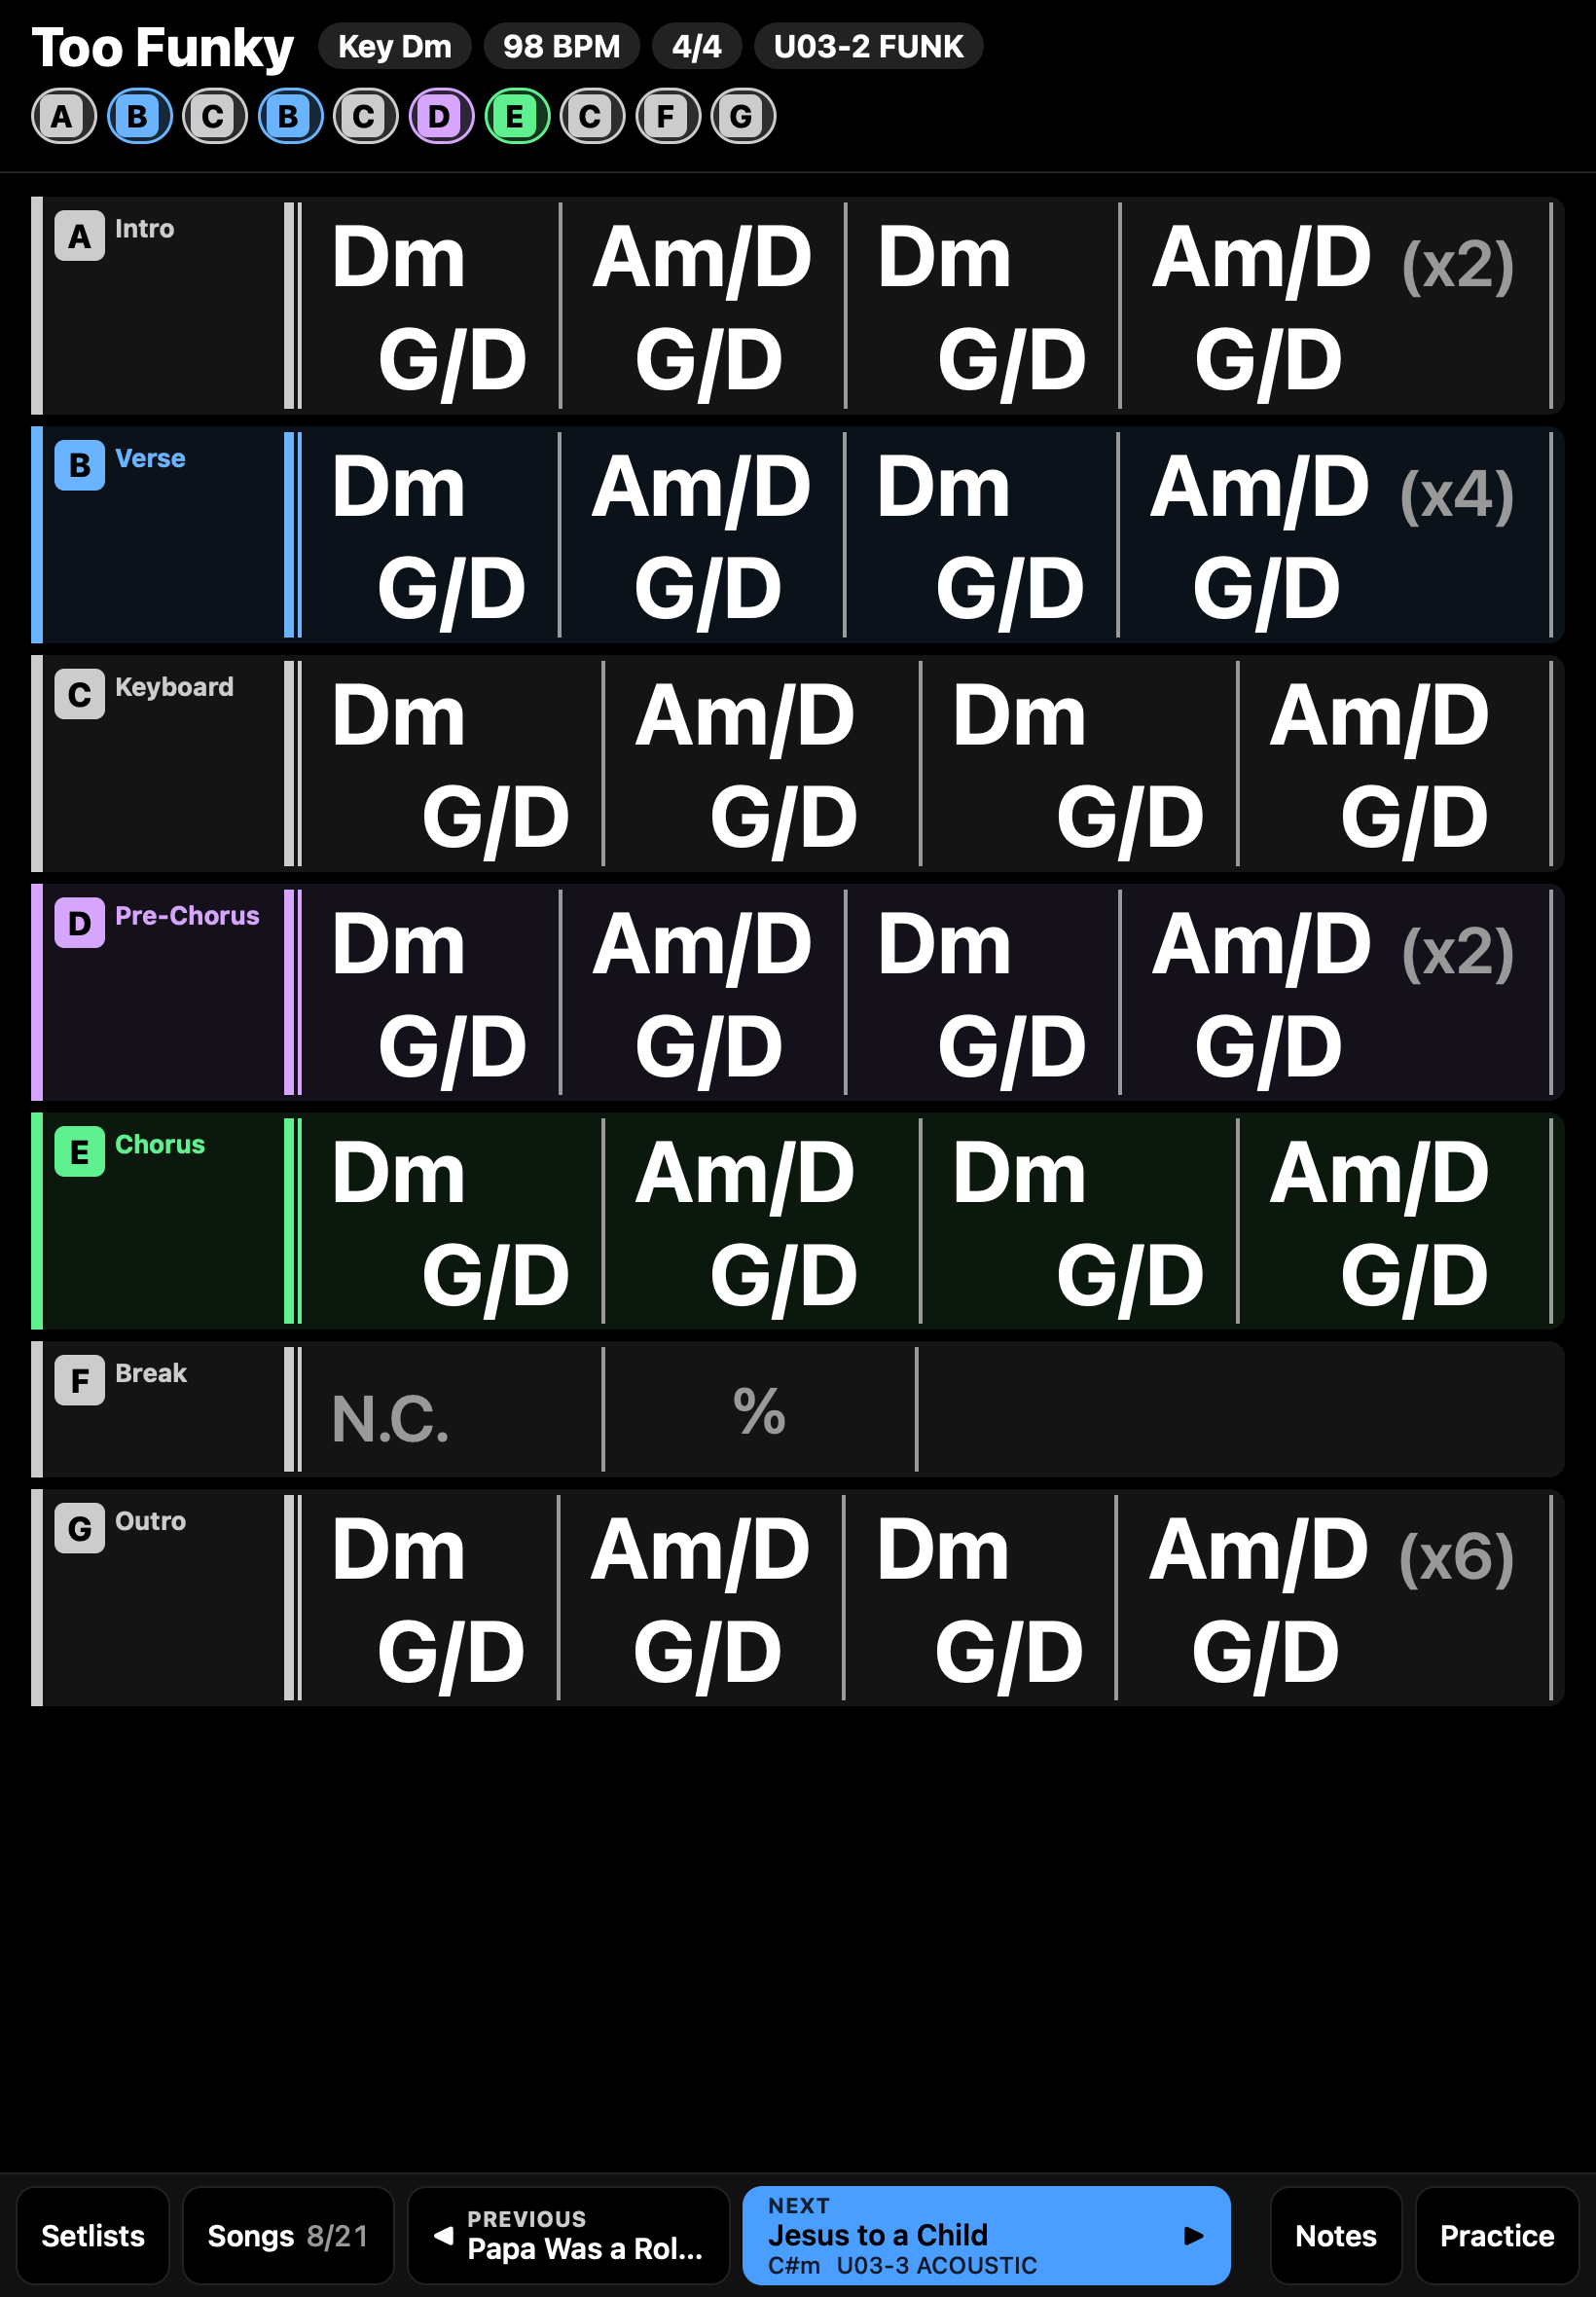 Too Funky Key Dm 98 BPM 4/4 U03-2 FUNK
A B C B C D E C F G
A Intro Dm Am/D Dm Am/D (x2)
G/D G/D G/D G/D
B Verse Dm Am/D Dm Am/D (x4)
G/D G/D G/D G/D
C Keyboard Dm Am/D Dm Am/D
G/D G/D G/D G/D
D Pre-Chorus Dm Am/D Dm Am/D (x2)
G/D G/D G/D G/D
E Chorus Dm Am/D Dm Am/D
G/D G/D G/D G/D
F Break N.C. %
G Outro Dm Am/D Dm Am/D (x6)
G/D G/D G/D G/D
Setlists
Songs 8/21
PREVIOUS
Papa Was a Rol...
NEXT
Jesus to a Child
C#m U03-3 ACOUSTIC
Notes
Practice